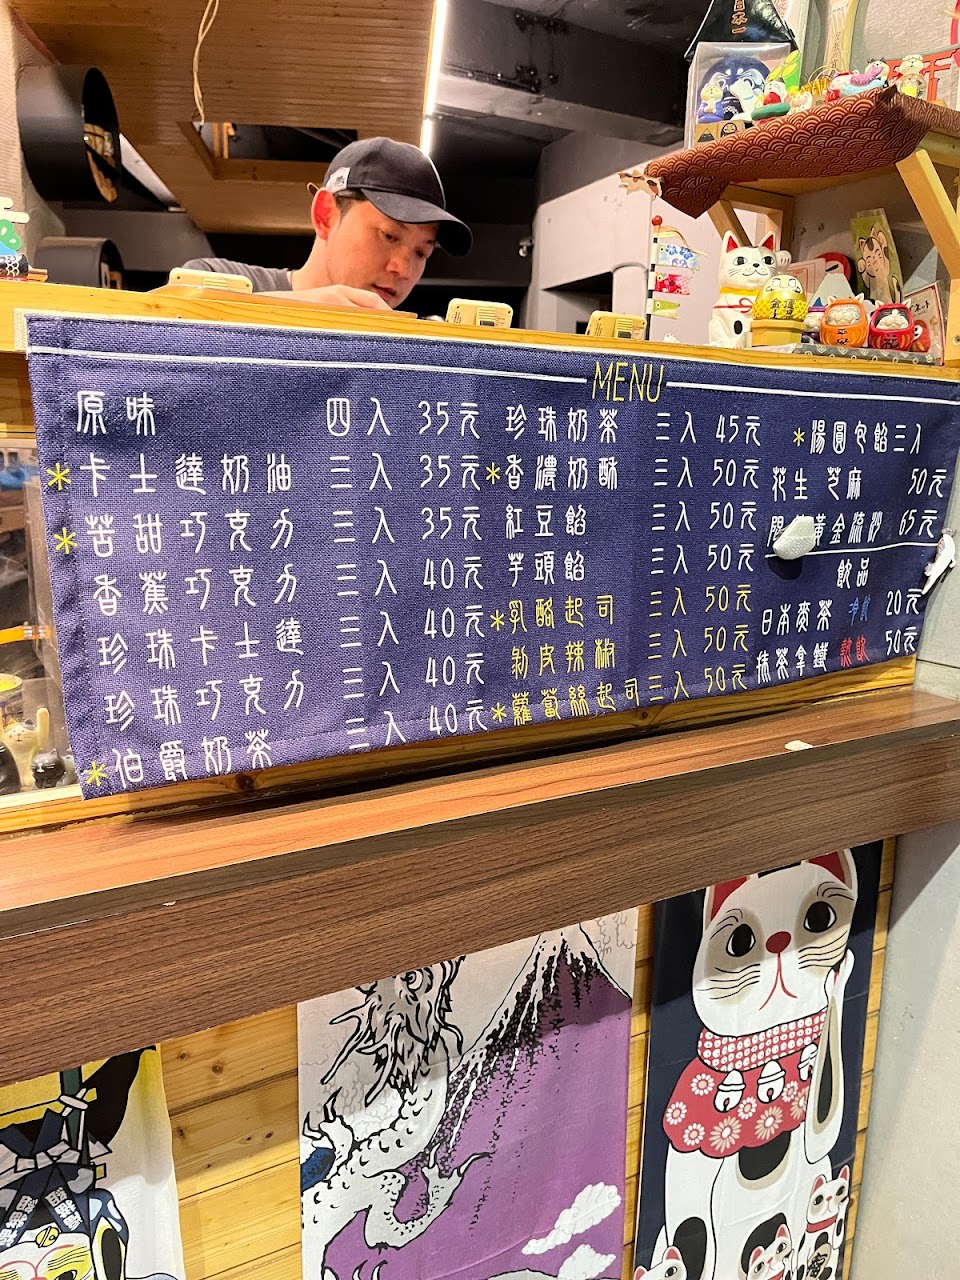 MENU
原味 四入 35元
*卡士達奶油 三入 35元
*苦甜巧克力 三入 35元
香蕉巧克力 三入 40元
珍珠卡士達 三入 40元
珍珠巧克力 三入 40元
*伯爵奶茶 三入 40元
珍珠奶茶 三入 45元
*香濃奶酥 三入 50元
紅豆餡 三入 50元
芋頭餡 三入 50元
*乳酪起司 三入 50元
剝皮辣椒 三入 50元
*蘿蔔絲起司 三入 50元
*湯圓包餡三入
花生 芝麻 50元
黃金流沙 65元
飲品
日本麥茶 冷飲 20元
抹茶拿鐵 熱飲 50元